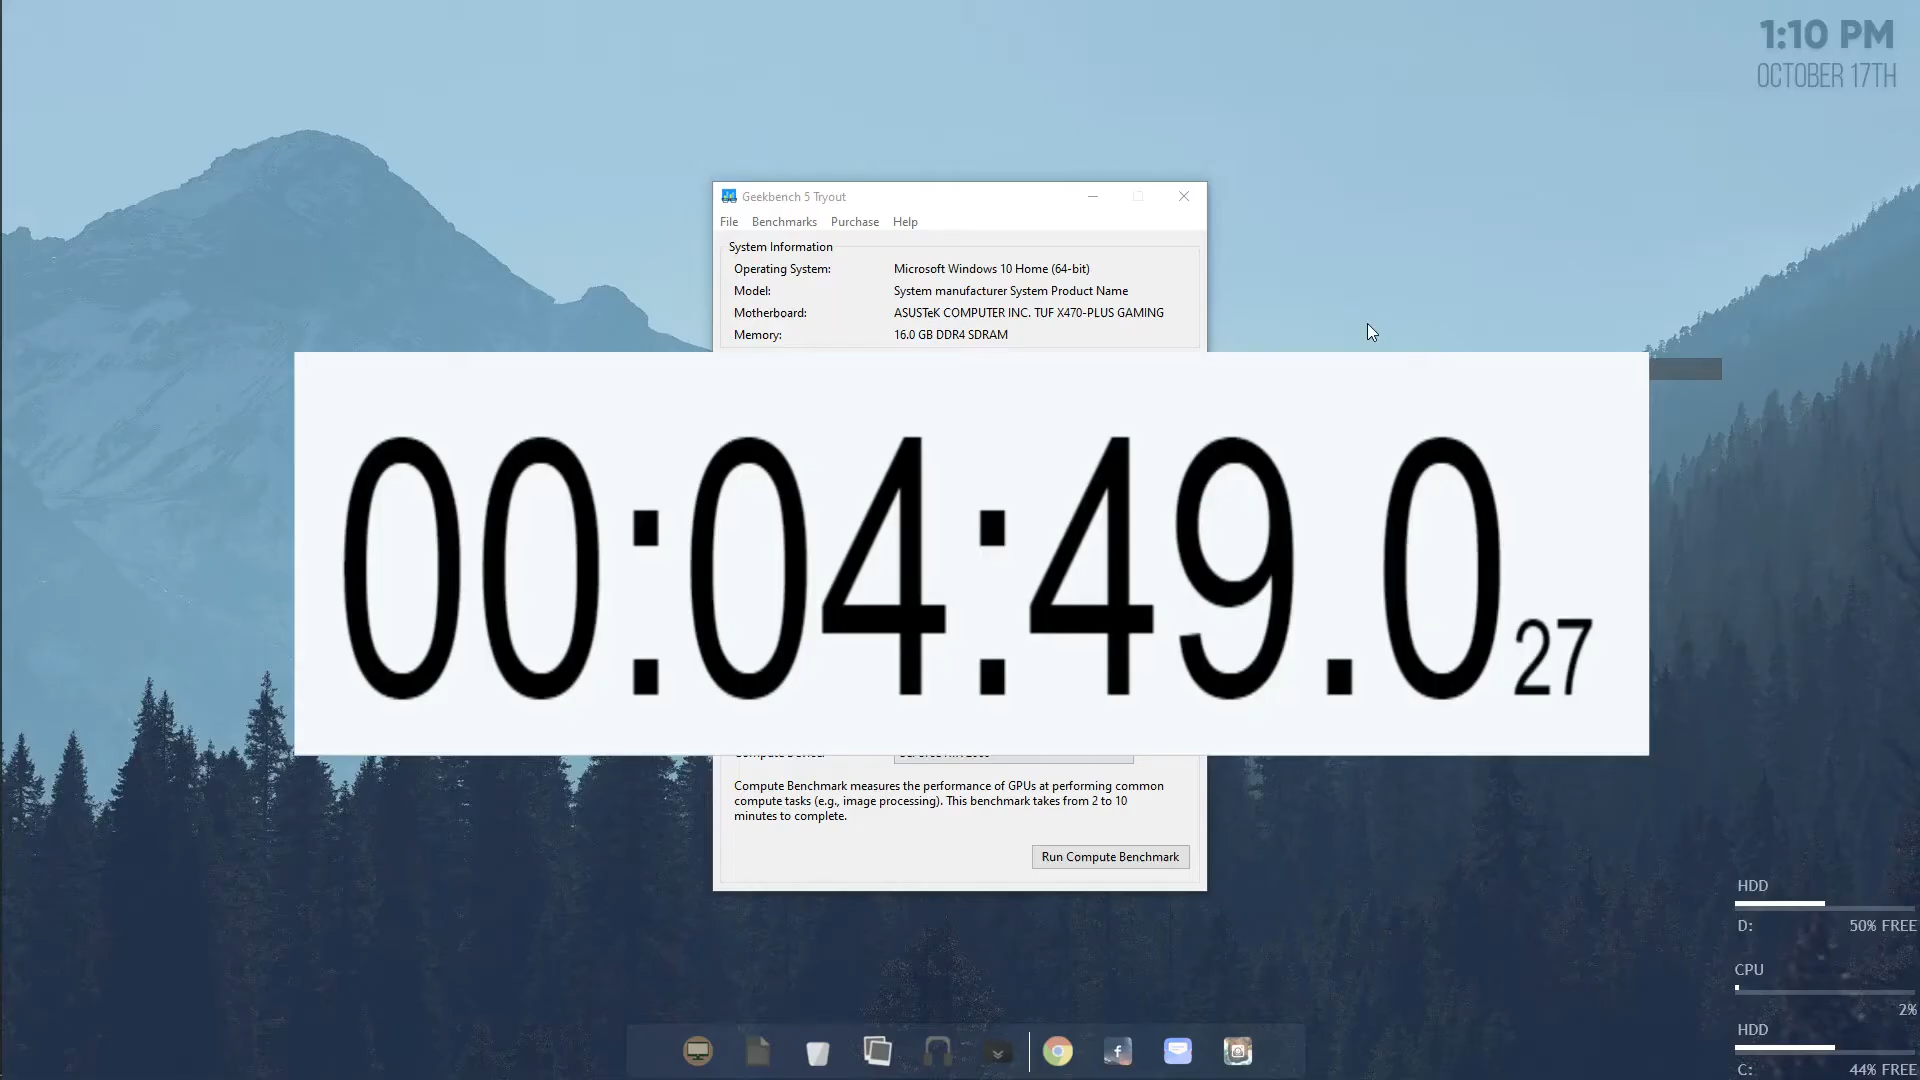 1:10 PM
OCTOBER 17TH
Geekbench 5 Tryout
File Benchmarks Purchase Help
System Information
Operating System: Microsoft Windows 10 Home (64-bit)
Model: System manufacturer System Product Name
Motherboard: ASUSTeK COMPUTER INC. TUF X470-PLUS GAMING
Memory: 16.0 GB DDR4 SDRAM
00:04:49.027
Compute Benchmark measures the performance of GPUs at performing common
compute tasks (e.g., image processing). This benchmark takes from 2 to 10
minutes to complete.
Run Compute Benchmark
HDD
D: 50% FREE
CPU
2%
HDD
C: 44% FREE